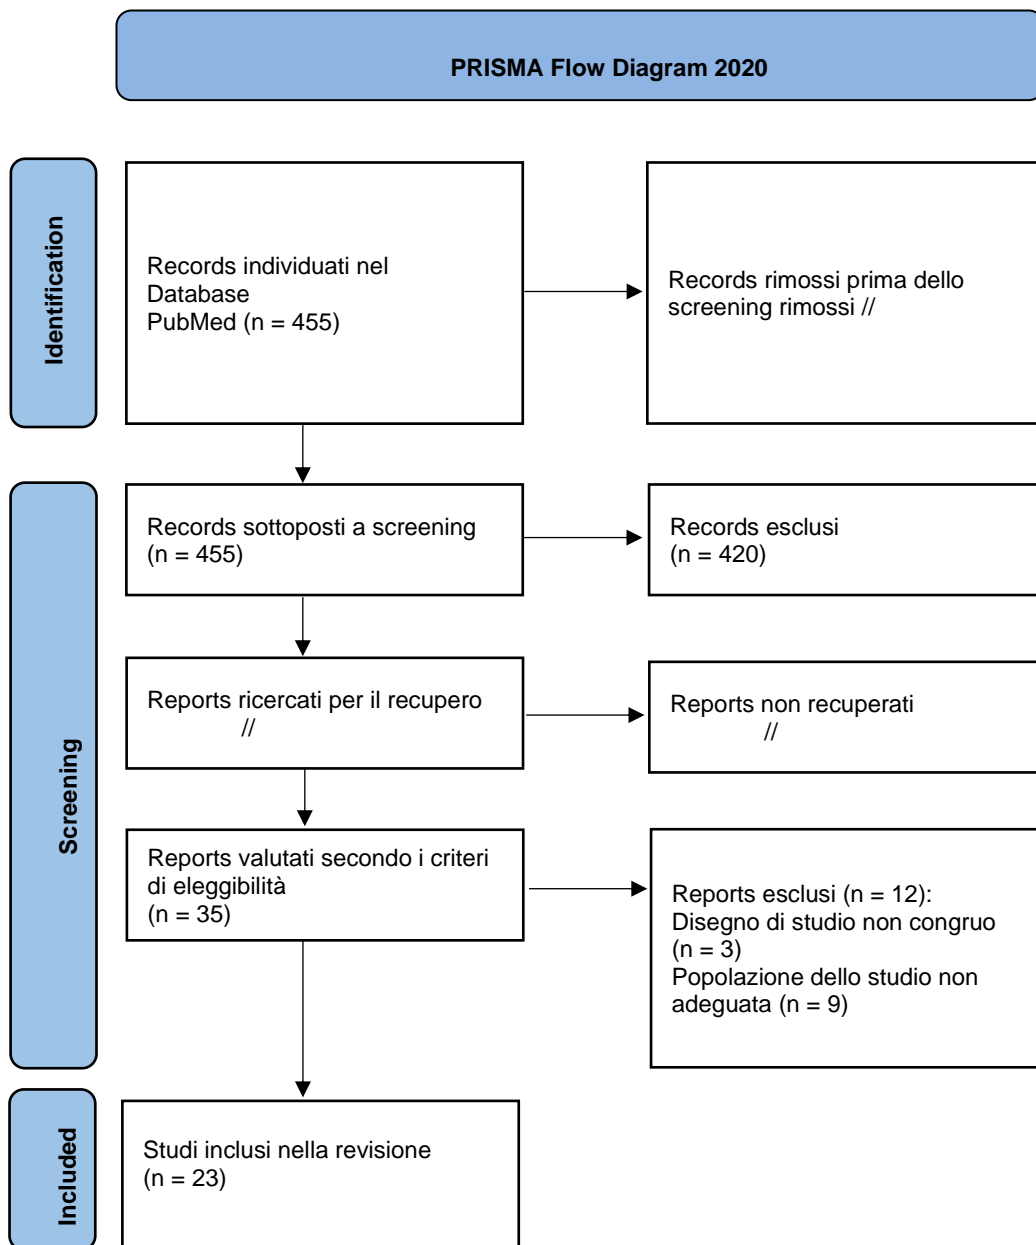 PRISMA Flow Diagram 2020
Identification
Records individuati nel
Database
PubMed (n = 455)
Records rimossi prima dello
screening rimossi //
Screening
Records sottoposti a screening
(n = 455)
Records esclusi
(n = 420)
Reports ricercati per il recupero
//
Reports non recuperati
//
Reports valutati secondo i criteri
di eleggibilità
(n = 35)
Reports esclusi (n = 12):
Disegno di studio non congruo
(n = 3)
Popolazione dello studio non
adeguata (n = 9)
Included
Studi inclusi nella revisione
(n = 23)